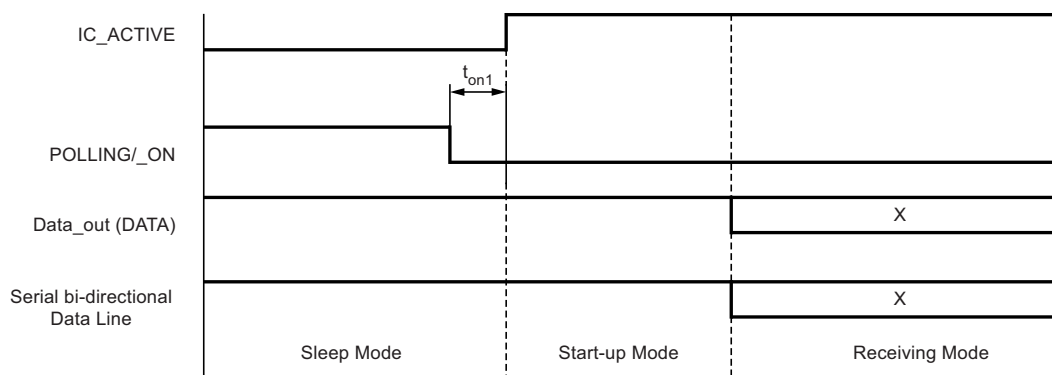 IC_ACTIVE
t_on1
POLLING/_ON
Data_out (DATA)
X
Serial bi-directional
Data Line
X
Sleep Mode
Start-up Mode
Receiving Mode